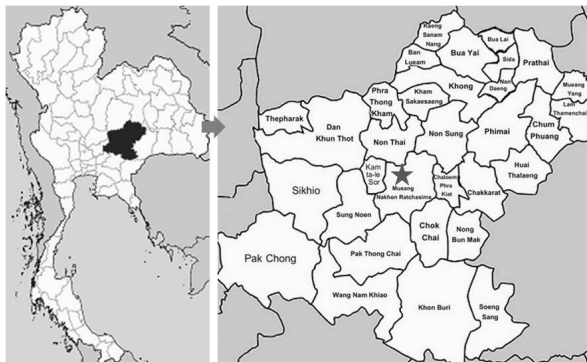 Kaeng
Sanam
Nang
Bua Lai
Ban
Lueam
Bua Yai
Sida
Prathai
Non
Daeng
Mueang
Yang
Lam
Thamenchai
Phra
Thong
Kham
Kham
Sakaesaeng
Khong
Thepharak
Dan
Khun Thot
Non Thai
Non Sung
Phimai
Chum
Phuang
Kam
ta-le
Sor
Mueang
Nakhon Ratchasima
Chaloem
Phra
Kiat
Chakkarat
Huai
Thalaeng
Sikhio
Sung Noen
Chok
Chai
Nong
Bun Mak
Pak Chong
Pak Thong Chai
Wang Nam Khiao
Khon Buri
Soeng
Sang